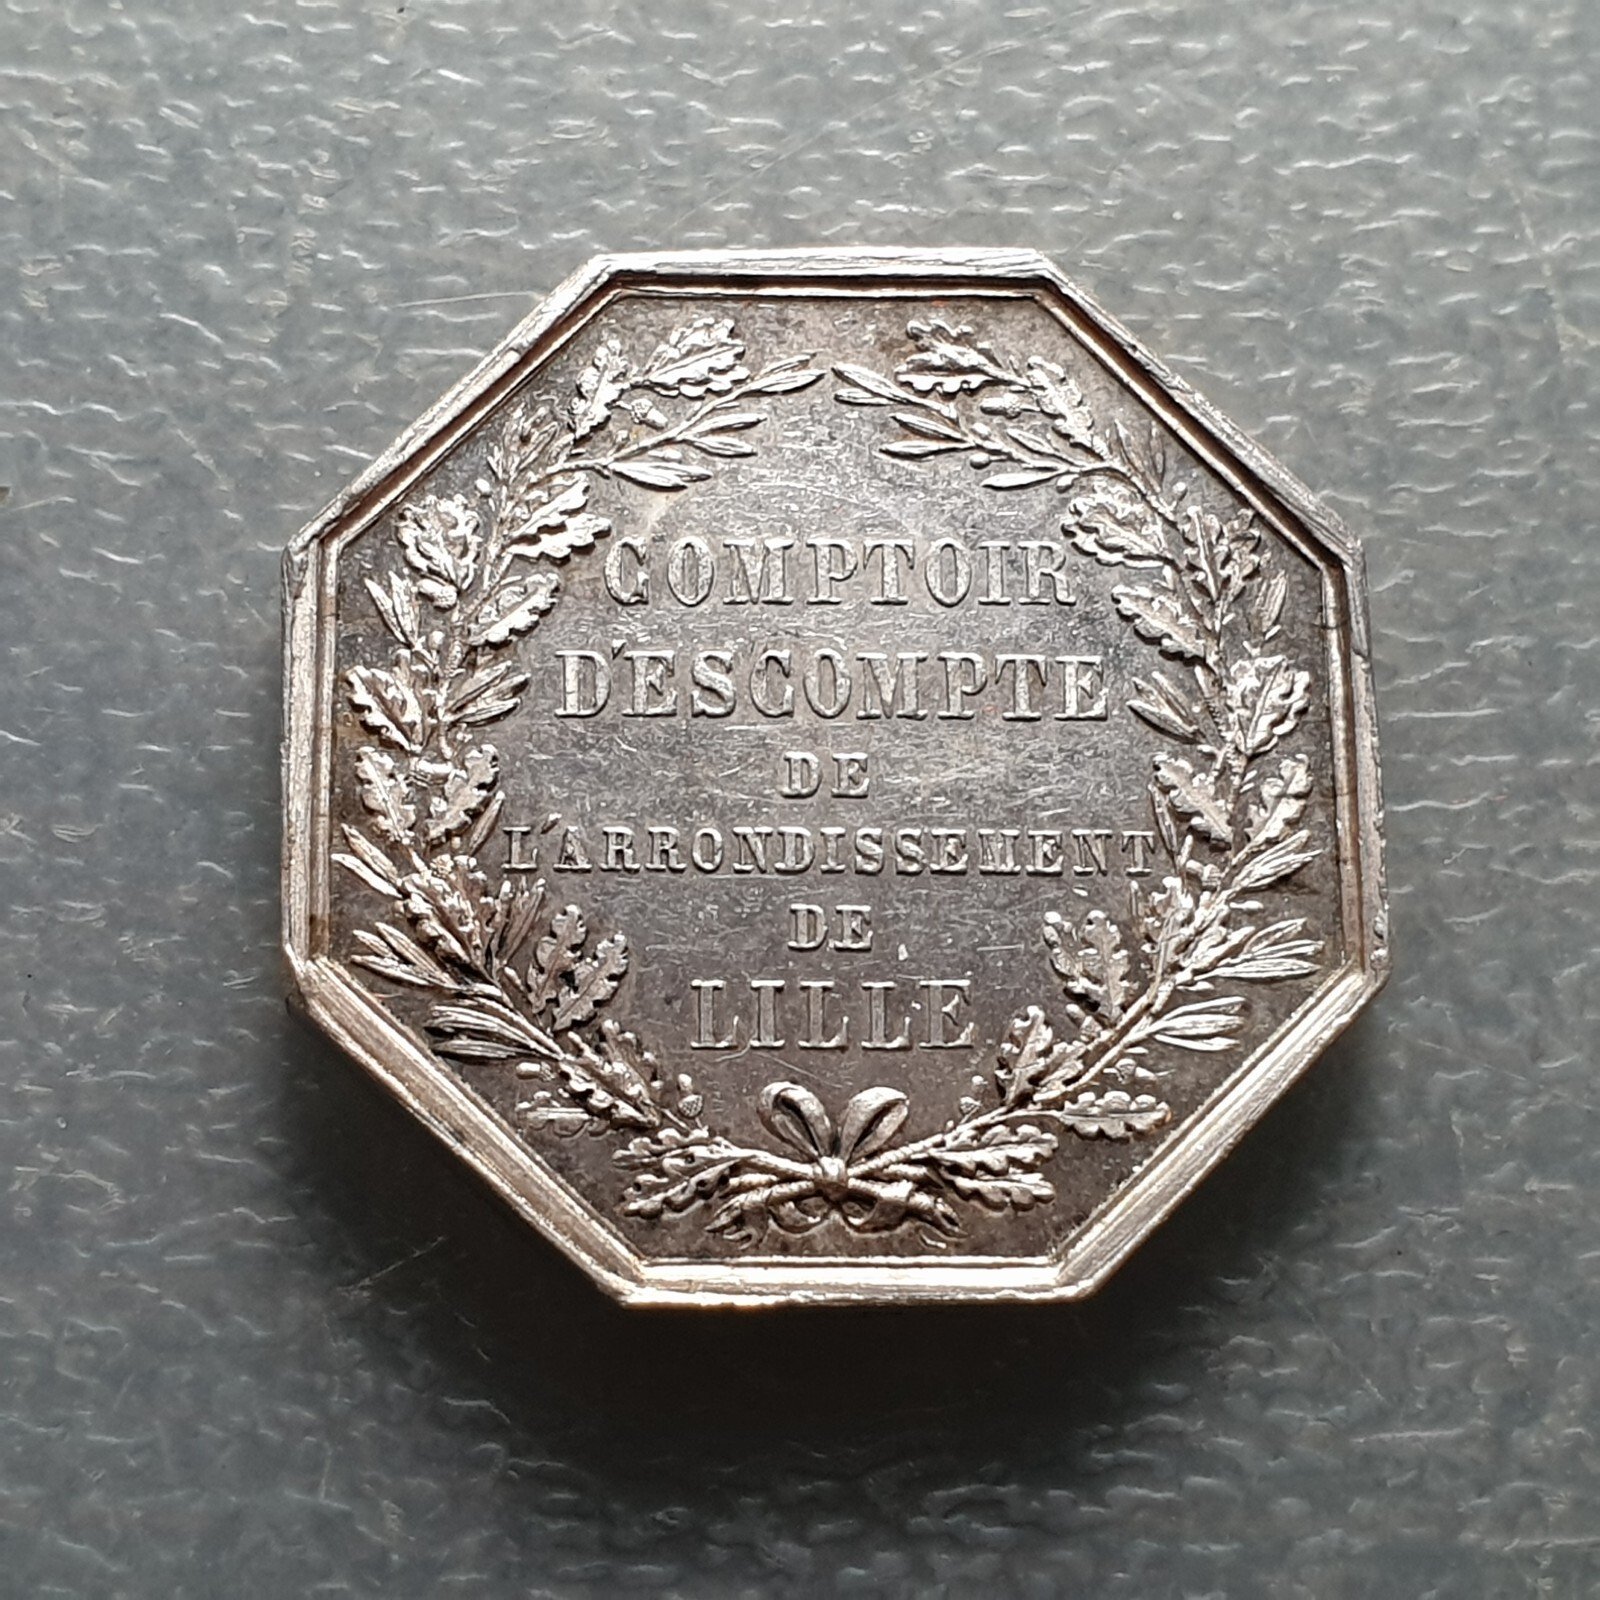 COMPTOIR
D'ESCOMPTE
DE
L'ARRONDISSEMENT
DE
LILLE